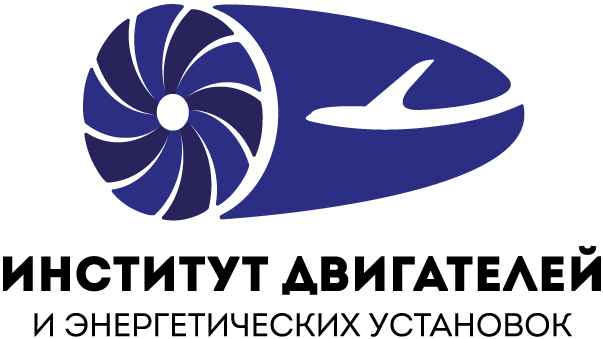 ИНСТИТУТ ДВИГАТЕЛЕЙ
И ЭНЕРГЕТИЧЕСКИХ УСТАНОВОК